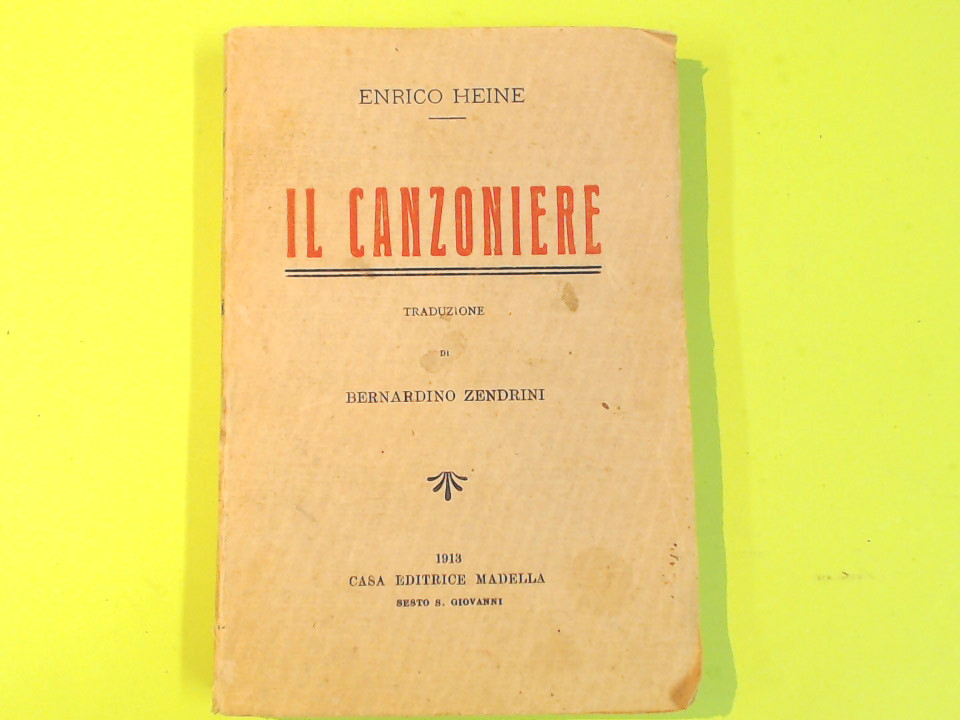 ENRICO HEINE
IL CANZONIERE
TRADUZIONE
DI
BERNARDINO ZENDRINI
1913
CASA EDITRICE MADELLA
SESTO S. GIOVANNI